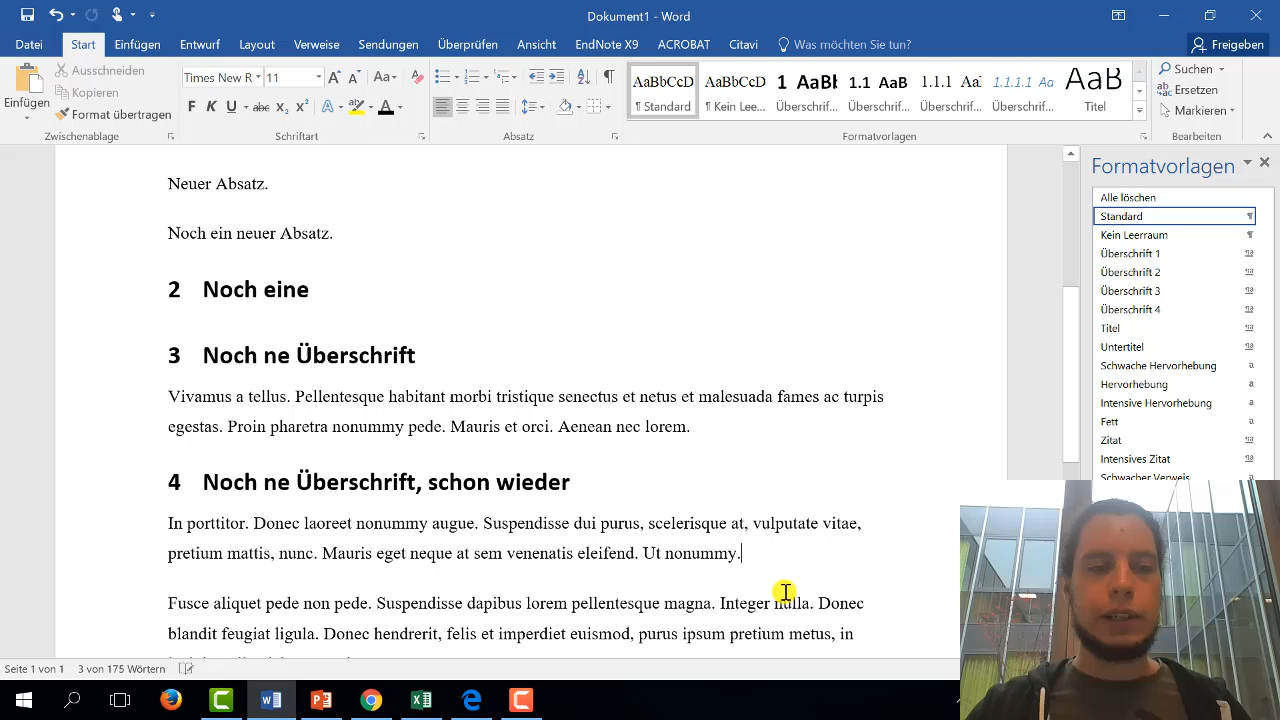 Dokument1 - Word
Datei Start Einfügen Entwurf Layout Verweise Sendungen Überprüfen Ansicht EndNote X9 ACROBAT Citavi Was möchten Sie tun? Freigeben
Einfügen
Ausschneiden
Kopieren
Format übertragen
Zwischenablage
Times New R 11
F K U abc X₂ X²
Schriftart
Absatz
AaBbCcD AaBbCcD 1 AaBb 1.1 AaB 1.1.1 Aa 1.1.1.1 Aa AaB
¶ Standard ¶ Kein Lee... Überschrif... Überschrif... Überschrif... Überschrif... Titel
Formatvorlagen
Suchen
Ersetzen
Markieren
Bearbeiten
Neuer Absatz.
Noch ein neuer Absatz.
2 Noch eine
3 Noch ne Überschrift
Vivamus a tellus. Pellentesque habitant morbi tristique senectus et netus et malesuada fames ac turpis
egestas. Proin pharetra nonummy pede. Mauris et orci. Aenean nec lorem.
4 Noch ne Überschrift, schon wieder
In porttitor. Donec laoreet nonummy augue. Suspendisse dui purus, scelerisque at, vulputate vitae,
pretium mattis, nunc. Mauris eget neque at sem venenatis eleifend. Ut nonummy.
Fusce aliquet pede non pede. Suspendisse dapibus lorem pellentesque magna. Integer nulla. Donec
blandit feugiat ligula. Donec hendrerit, felis et imperdiet euismod, purus ipsum pretium metus, in
Formatvorlagen
Alle löschen
Standard ¶
Kein Leerraum ¶
Überschrift 1 ¶a
Überschrift 2 ¶a
Überschrift 3 ¶a
Überschrift 4 ¶a
Titel ¶a
Untertitel ¶a
Schwache Hervorhebung a
Hervorhebung a
Intensive Hervorhebung a
Fett a
Zitat ¶a
Intensives Zitat ¶a
Schwacher Verweis a
Seite 1 von 1 3 von 175 Wörtern